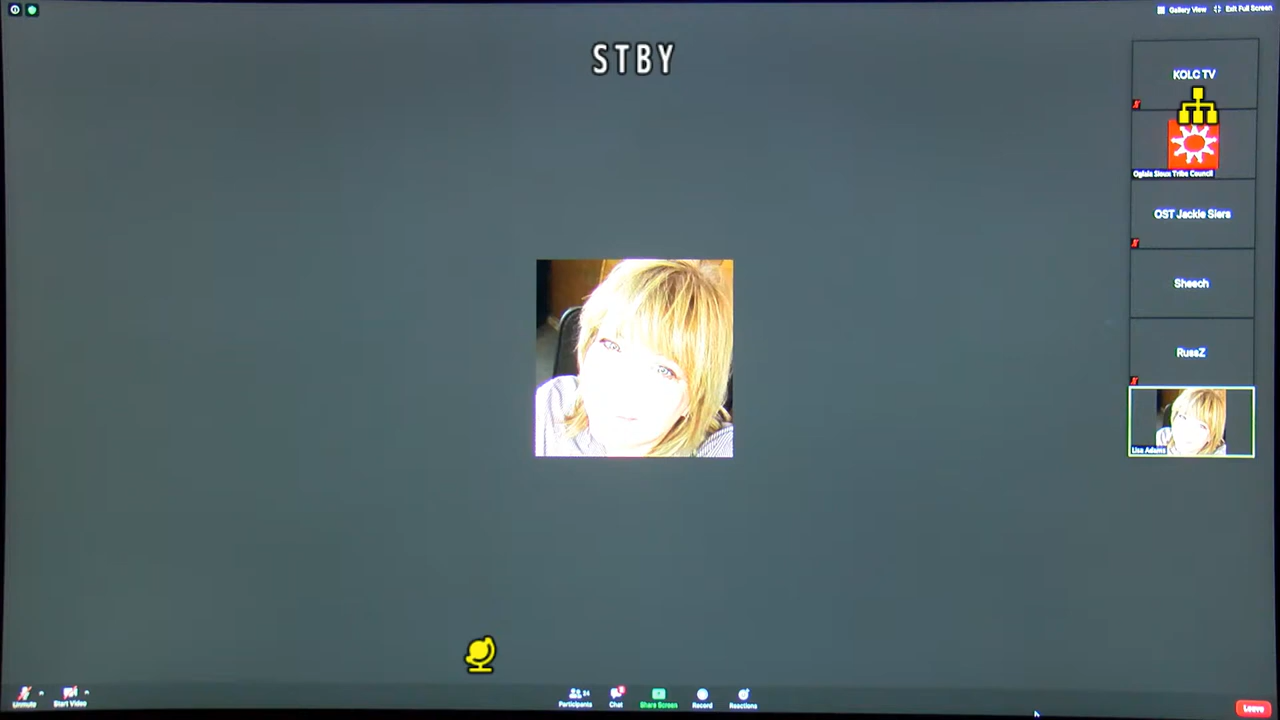 Gallery View
Exit Full Screen
STBY
KOLC TV
Oglala Sioux Tribe Council
OST Jackie Siers
Sheech
RussZ
Lisa Adams
Unmute
Start Video
Participants
24
Chat
Share Screen
Record
Reactions
Leave